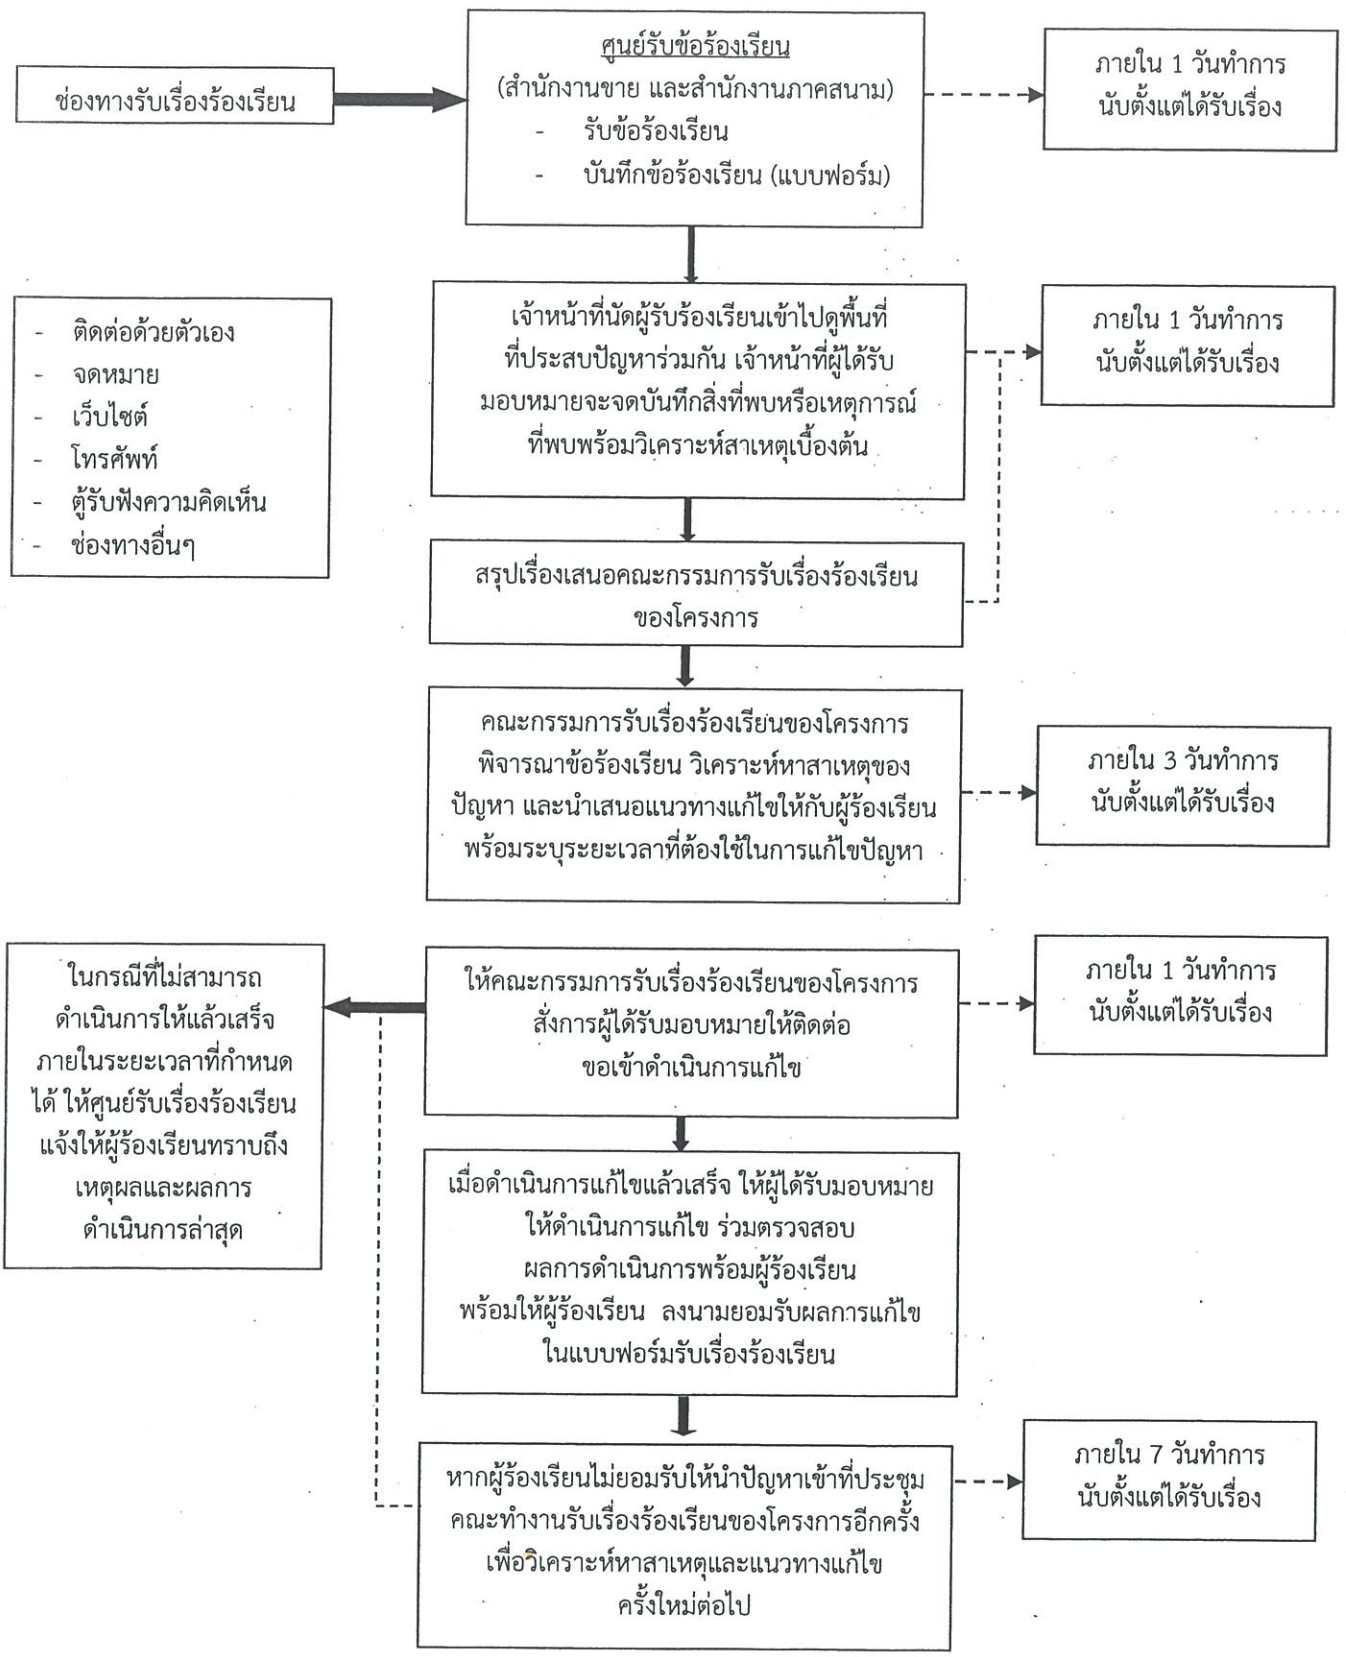 ช่องทางรับเรื่องร้องเรียน
ศูนย์รับข้อร้องเรียน
(สำนักงานขาย และสำนักงานภาคสนาม)
- รับข้อร้องเรียน
- บันทึกข้อร้องเรียน (แบบฟอร์ม)
ภายใน 1 วันทำการ
นับตั้งแต่ได้รับเรื่อง
- ติดต่อด้วยตัวเอง
- จดหมาย
- เว็บไซต์
- โทรศัพท์
- ตู้รับฟังความคิดเห็น
- ช่องทางอื่นๆ
เจ้าหน้าที่นัดผู้รับร้องเรียนเข้าไปดูพื้นที่
ที่ประสบปัญหาร่วมกัน เจ้าหน้าที่ผู้ได้รับ
มอบหมายจะจดบันทึกสิ่งที่พบหรือเหตุการณ์
ที่พบพร้อมวิเคราะห์สาเหตุเบื้องต้น
ภายใน 1 วันทำการ
นับตั้งแต่ได้รับเรื่อง
สรุปเรื่องเสนอคณะกรรมการรับเรื่องร้องเรียน
ของโครงการ
คณะกรรมการรับเรื่องร้องเรียนของโครงการ
พิจารณาข้อร้องเรียน วิเคราะห์หาสาเหตุของ
ปัญหา และนำเสนอแนวทางแก้ไขให้กับผู้ร้องเรียน
พร้อมระบุระยะเวลาที่ต้องใช้ในการแก้ไขปัญหา
ภายใน 3 วันทำการ
นับตั้งแต่ได้รับเรื่อง
ในกรณีที่ไม่สามารถ
ดำเนินการให้แล้วเสร็จ
ภายในระยะเวลาที่กำหนด
ได้ ให้ศูนย์รับเรื่องร้องเรียน
แจ้งให้ผู้ร้องเรียนทราบถึง
เหตุผลและผลการ
ดำเนินการล่าสุด
ให้คณะกรรมการรับเรื่องร้องเรียนของโครงการ
สั่งการผู้ได้รับมอบหมายให้ติดต่อ
ขอเข้าดำเนินการแก้ไข
ภายใน 1 วันทำการ
นับตั้งแต่ได้รับเรื่อง
เมื่อดำเนินการแก้ไขแล้วเสร็จ ให้ผู้ได้รับมอบหมาย
ให้ดำเนินการแก้ไข ร่วมตรวจสอบ
ผลการดำเนินการพร้อมผู้ร้องเรียน
พร้อมให้ผู้ร้องเรียน ลงนามยอมรับผลการแก้ไข
ในแบบฟอร์มรับเรื่องร้องเรียน
หากผู้ร้องเรียนไม่ยอมรับให้นำปัญหาเข้าที่ประชุม
คณะทำงานรับเรื่องร้องเรียนของโครงการอีกครั้ง
เพื่อวิเคราะห์หาสาเหตุและแนวทางแก้ไข
ครั้งใหม่ต่อไป
ภายใน 7 วันทำการ
นับตั้งแต่ได้รับเรื่อง